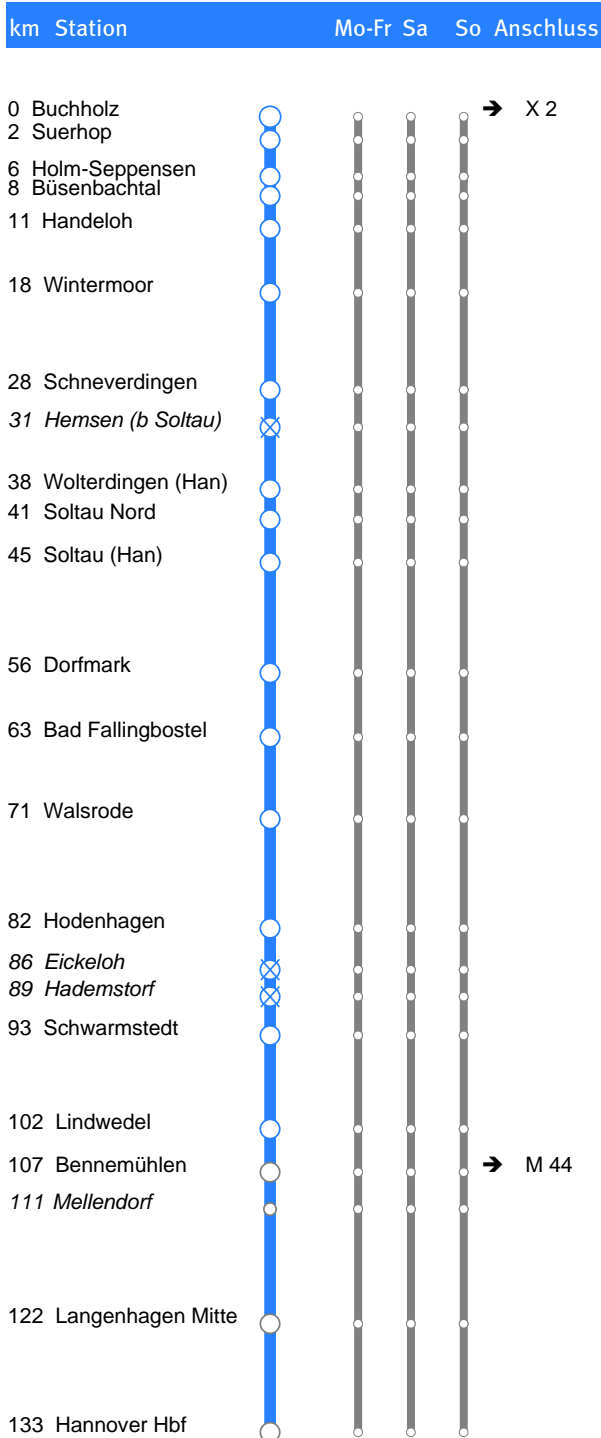 km Station Mo-Fr Sa So Anschluss
0 Buchholz ➔ X 2
2 Suerhop
6 Holm-Seppensen
8 Büsenbachtal
11 Handeloh
18 Wintermoor
28 Schneverdingen
31 Hemsen (b Soltau)
38 Wolterdingen (Han)
41 Soltau Nord
45 Soltau (Han)
56 Dorfmark
63 Bad Fallingbostel
71 Walsrode
82 Hodenhagen
86 Eickeloh
89 Hademstorf
93 Schwarmstedt
102 Lindwedel
107 Bennemühlen ➔ M 44
111 Mellendorf
122 Langenhagen Mitte
133 Hannover Hbf